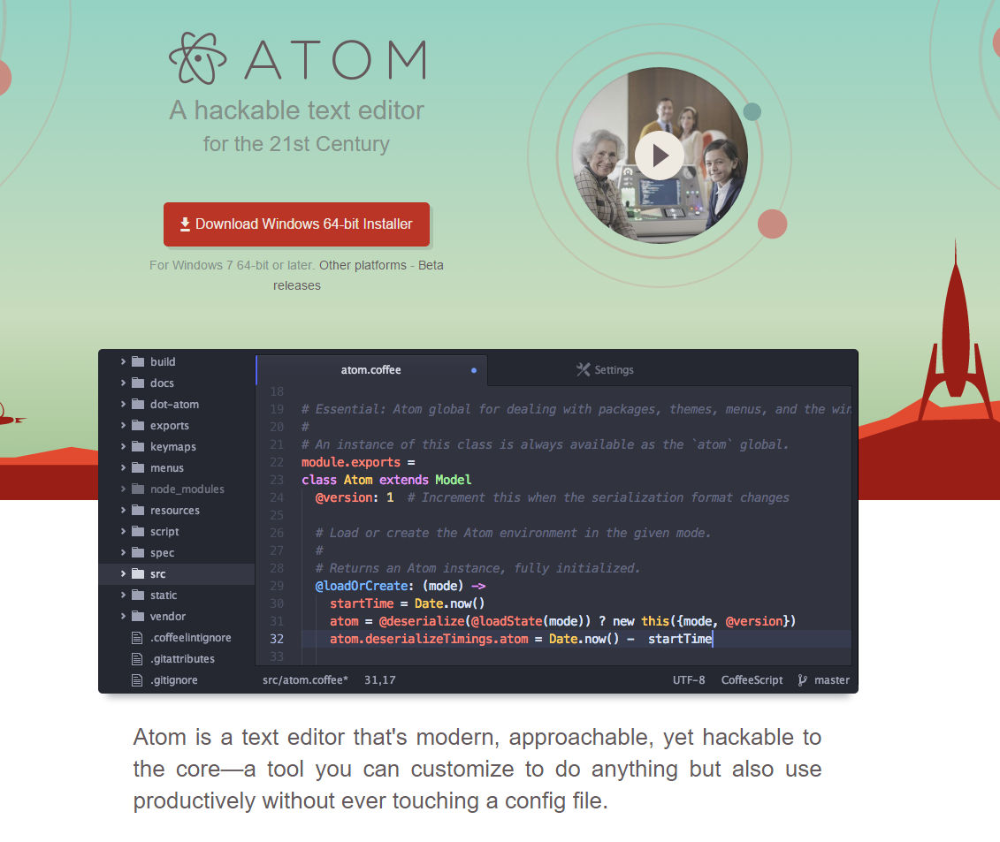 ATOM
A hackable text editor
for the 21st Century
Download Windows 64-bit Installer
For Windows 7 64-bit or later. Other platforms - Beta
releases
build
docs
dot-atom
exports
keymaps
menus
node_modules
resources
script
spec
src
static
vendor
.coffeelintignore
.gitattributes
.gitignore
atom.coffee
Settings
18
19 # Essential: Atom global for dealing with packages, themes, menus, and the win
20 #
21 # An instance of this class is always available as the `atom` global.
22 module.exports =
23 class Atom extends Model
24 @version: 1 # Increment this when the serialization format changes
25
26 # Load or create the Atom environment in the given mode.
27 #
28 # Returns an Atom instance, fully initialized.
29 @loadOrCreate: (mode) ->
30 startTime = Date.now()
31 atom = @deserialize(@loadState(mode)) ? new this({mode, @version})
32 atom.deserializeTimings.atom = Date.now() - startTime
33
src/atom.coffee* 31,17 UTF-8 CoffeeScript master
Atom is a text editor that's modern, approachable, yet hackable to
the core—a tool you can customize to do anything but also use
productively without ever touching a config file.